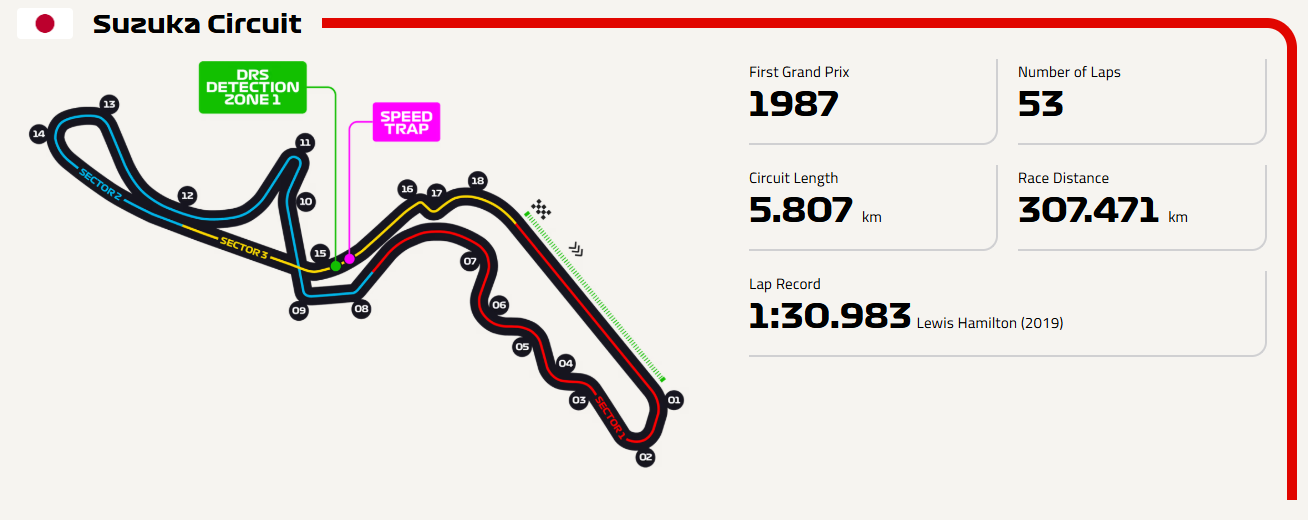 Suzuka Circuit
DRS
DETECTION
ZONE 1
SPEED
TRAP
13
14
11
12
10
16
17
18
SECTOR 2
SECTOR 3
15
09
08
07
06
05
04
03
SECTOR 1
01
02
First Grand Prix
1987
Number of Laps
53
Circuit Length
5.807 km
Race Distance
307.471 km
Lap Record
1:30.983 Lewis Hamilton (2019)